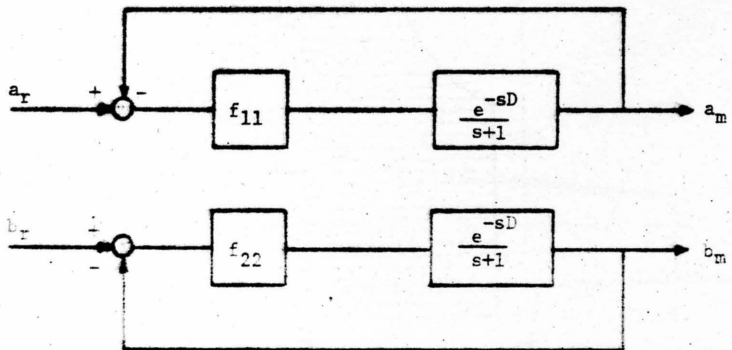 a_r + - f_11 e^{-sD}/(s+1) a_m
b_r + - f_22 e^{-sD}/(s+1) b_m